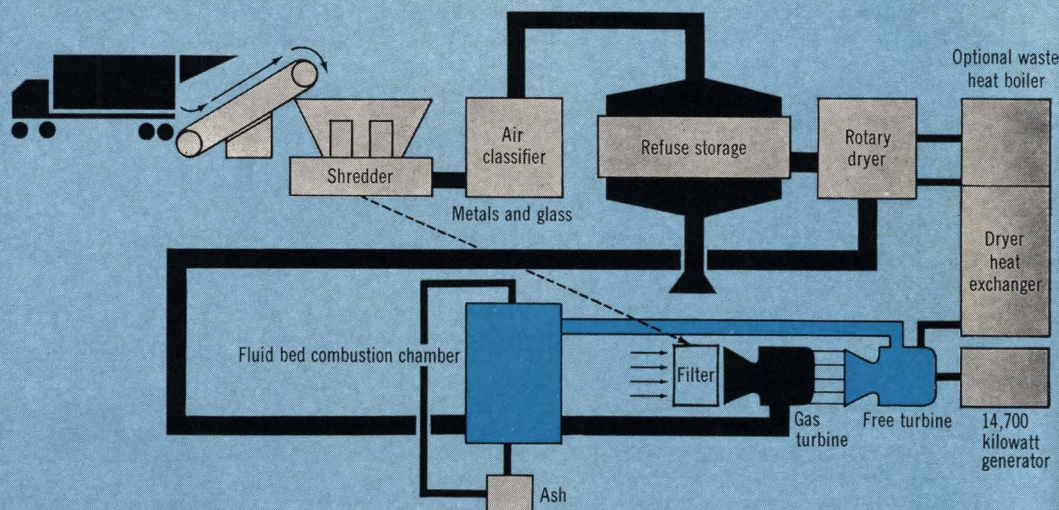 Optional waste
heat boiler
Air
classifier
Refuse storage
Rotary
dryer
Shredder
Metals and glass
Dryer
heat
exchanger
Fluid bed combustion chamber
Filter
Gas
turbine
Free turbine
14,700
kilowatt
generator
Ash